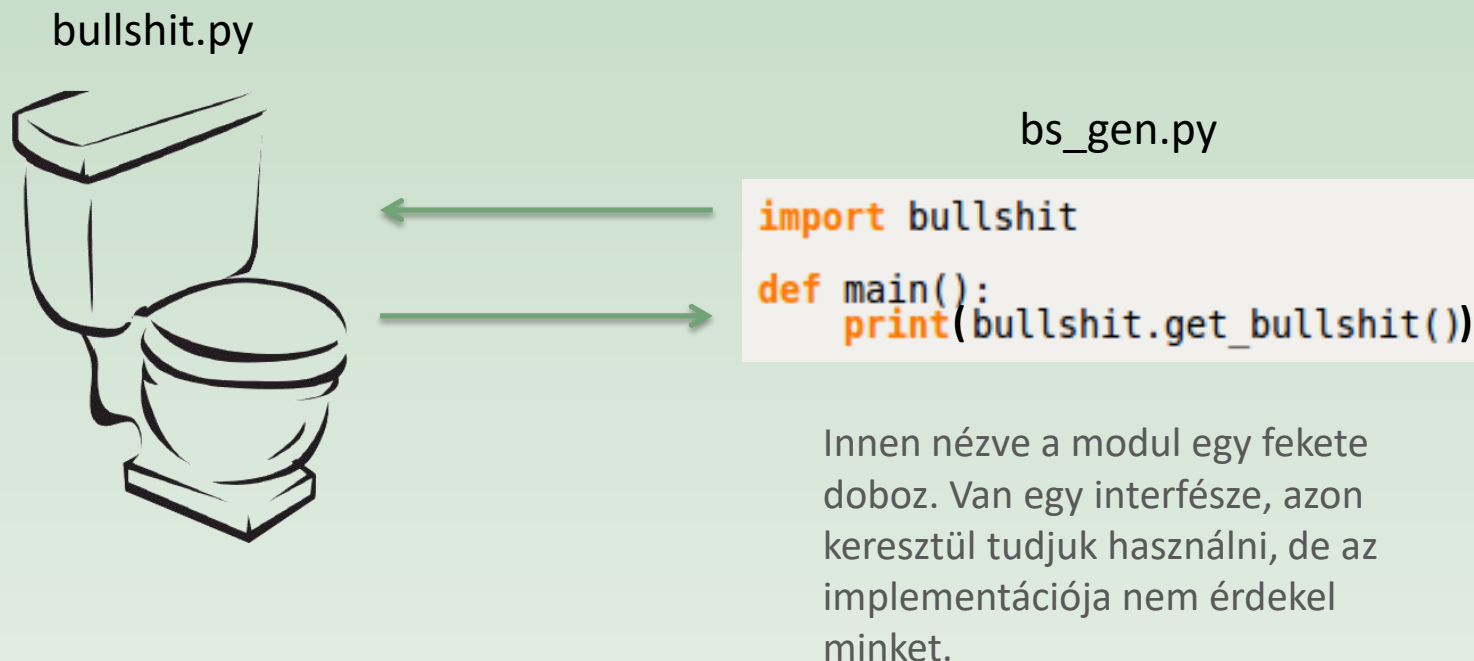 bullshit.py
bs_gen.py
import bullshit
def main():
    print(bullshit.get_bullshit())
Innen nézve a modul egy fekete
doboz. Van egy interfésze, azon
keresztül tudjuk használni, de az
implementációja nem érdekel
minket.